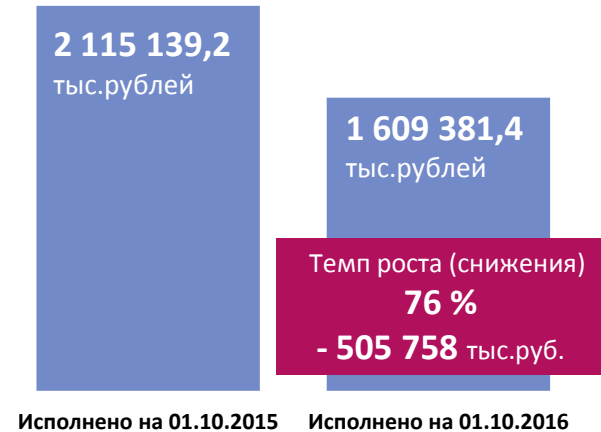 2 115 139,2
тыс.рублей
1 609 381,4
тыс.рублей
Темп роста (снижения)
76 %
- 505 758 тыс.руб.
Исполнено на 01.10.2015
Исполнено на 01.10.2016